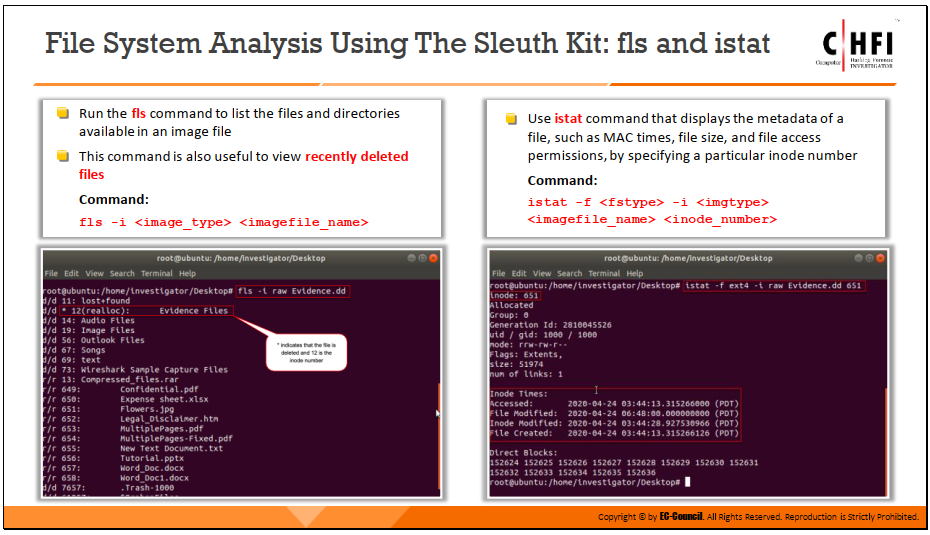 File System Analysis Using The Sleuth Kit: fls and istat
CHFI
Computer Hacking Forensic
INVESTIGATOR
Run the fls command to list the files and directories
available in an image file
This command is also useful to view recently deleted
files
Command:
fls -i <image_type> <imagefile_name>
Use istat command that displays the metadata of a
file, such as MAC times, file size, and file access
permissions, by specifying a particular inode number
Command:
istat -f <fstype> -i <imgtype>
<imagefile_name> <inode_number>
root@ubuntu: /home/investigator/Desktop
File Edit View Search Terminal Help
root@ubuntu:/home/investigator/Desktop# fls -i raw Evidence.dd
d/d 11: lost+found
d/d * 12(realloc): Evidence Files
d/d 14: Audio Files
d/d 19: Image Files
d/d 56: Outlook Files
d/d 67: Songs
d/d 69: text
d/d 73: Wireshark Sample Capture Files
r/r 13: Compressed_files.rar
r/r 649: Confidential.pdf
r/r 650: Expense sheet.xlsx
r/r 651: Flowers.jpg
r/r 652: Legal_Disclaimer.htm
r/r 653: MultiplePages.pdf
r/r 654: MultiplePages-Fixed.pdf
r/r 655: New Text Document.txt
r/r 656: Tutorial.pptx
r/r 657: Word_Doc.docx
r/r 658: Word_Doc1.docx
d/d 7657: .Trash-1000
* indicates that the file is
deleted and 12 is the
inode number
root@ubuntu: /home/investigator/Desktop
File Edit View Search Terminal Help
root@ubuntu:/home/investigator/Desktop# istat -f ext4 -i raw Evidence.dd 651
inode: 651
Allocated
Group: 0
Generation Id: 2810045526
uid / gid: 1000 / 1000
mode: rrw-rw-r--
Flags: Extents,
size: 51974
num of links: 1
Inode Times:
Accessed: 2020-04-24 03:44:13.315266000 (PDT)
File Modified: 2020-04-24 06:48:00.000000000 (PDT)
Inode Modified: 2020-04-24 03:44:28.927530966 (PDT)
File Created: 2020-04-24 03:44:13.315266126 (PDT)
Direct Blocks:
152624 152625 152626 152627 152628 152629 152630 152631
152632 152633 152634 152635 152636
root@ubuntu:/home/investigator/Desktop#
Copyright © by EC-Council. All Rights Reserved. Reproduction is Strictly Prohibited.